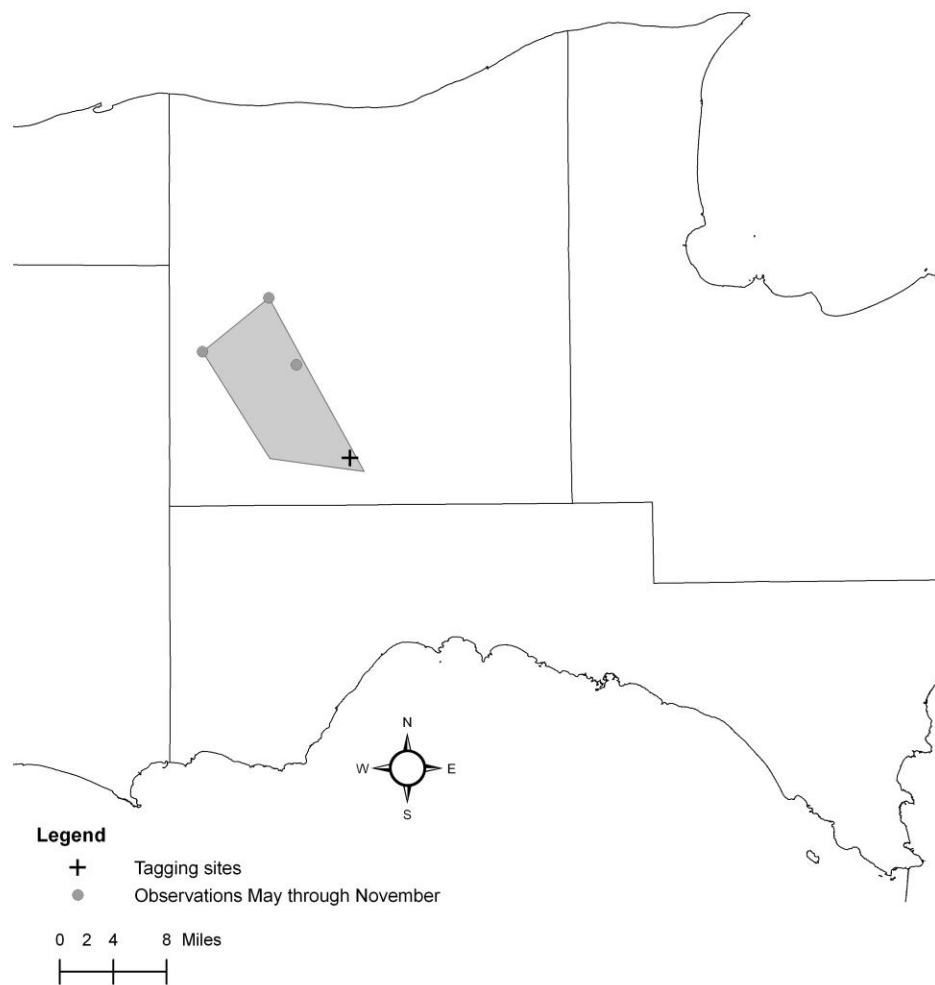 N
W E
S
Legend
Tagging sites
Observations May through November
0 2 4 8 Miles